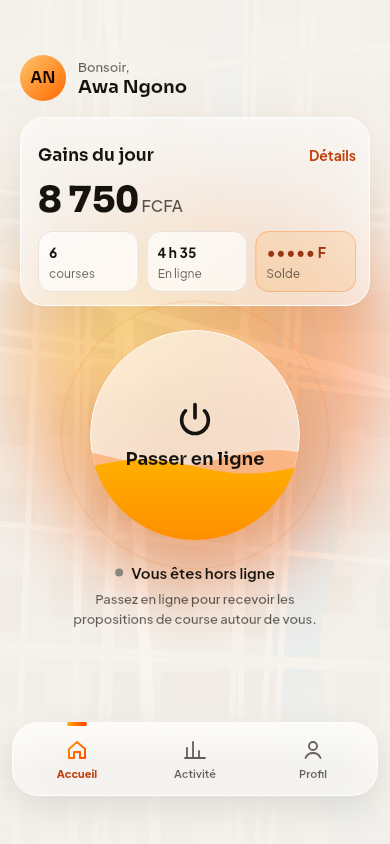 AN
Bonsoir,
Awa Ngono
Gains du jour
Détails
8 750 FCFA
6
courses
4 h 35
En ligne
●●●●● F
Solde
Passer en ligne
Vous êtes hors ligne
Passez en ligne pour recevoir les
propositions de course autour de vous.
Accueil
Activité
Profil